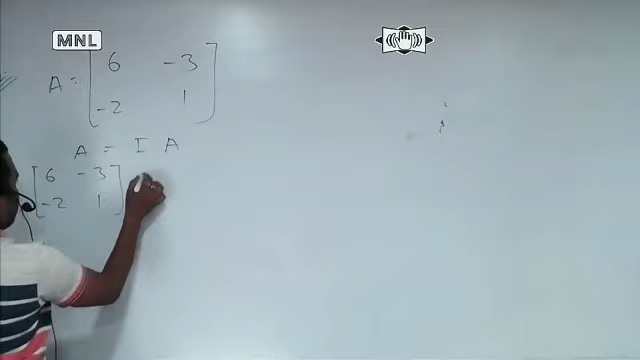 MNL
A = [ 6 -3
-2 1 ]
A = I A
[ 6 -3
-2 1 ]